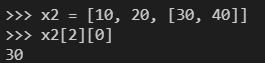 >>> x2 = [10, 20, [30, 40]]
>>> x2[2][0]
30